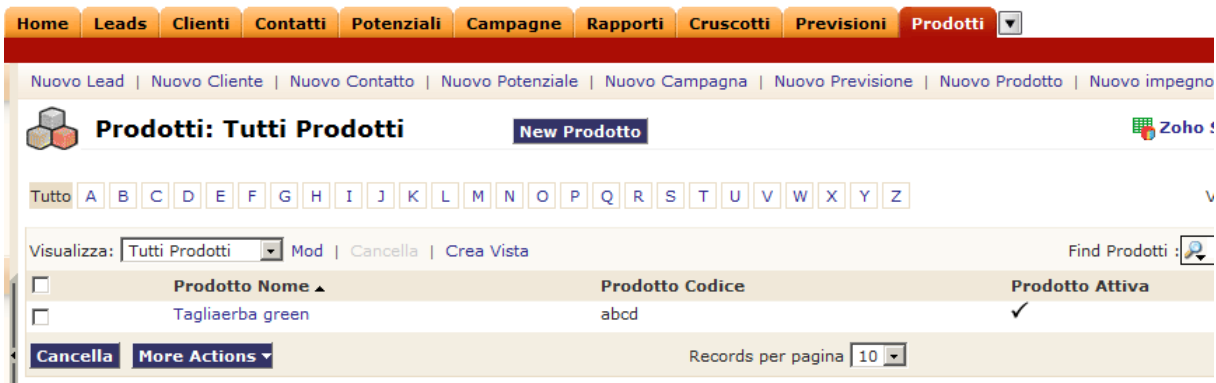 Home Leads Clienti Contatti Potenziali Campagne Rapporti Cruscotti Previsioni Prodotti
Nuovo Lead | Nuovo Cliente | Nuovo Contatto | Nuovo Potenziale | Nuovo Campagna | Nuovo Previsione | Nuovo Prodotto | Nuovo impegno
Prodotti: Tutti Prodotti New Prodotto Zoho S
Tutto A B C D E F G H I J K L M N O P Q R S T U V W X Y Z V
Visualizza: Tutti Prodotti Mod | Cancella | Crea Vista Find Prodotti :
Prodotto Nome Prodotto Codice Prodotto Attiva
Tagliaerba green abcd ✓
Cancella More Actions Records per pagina 10